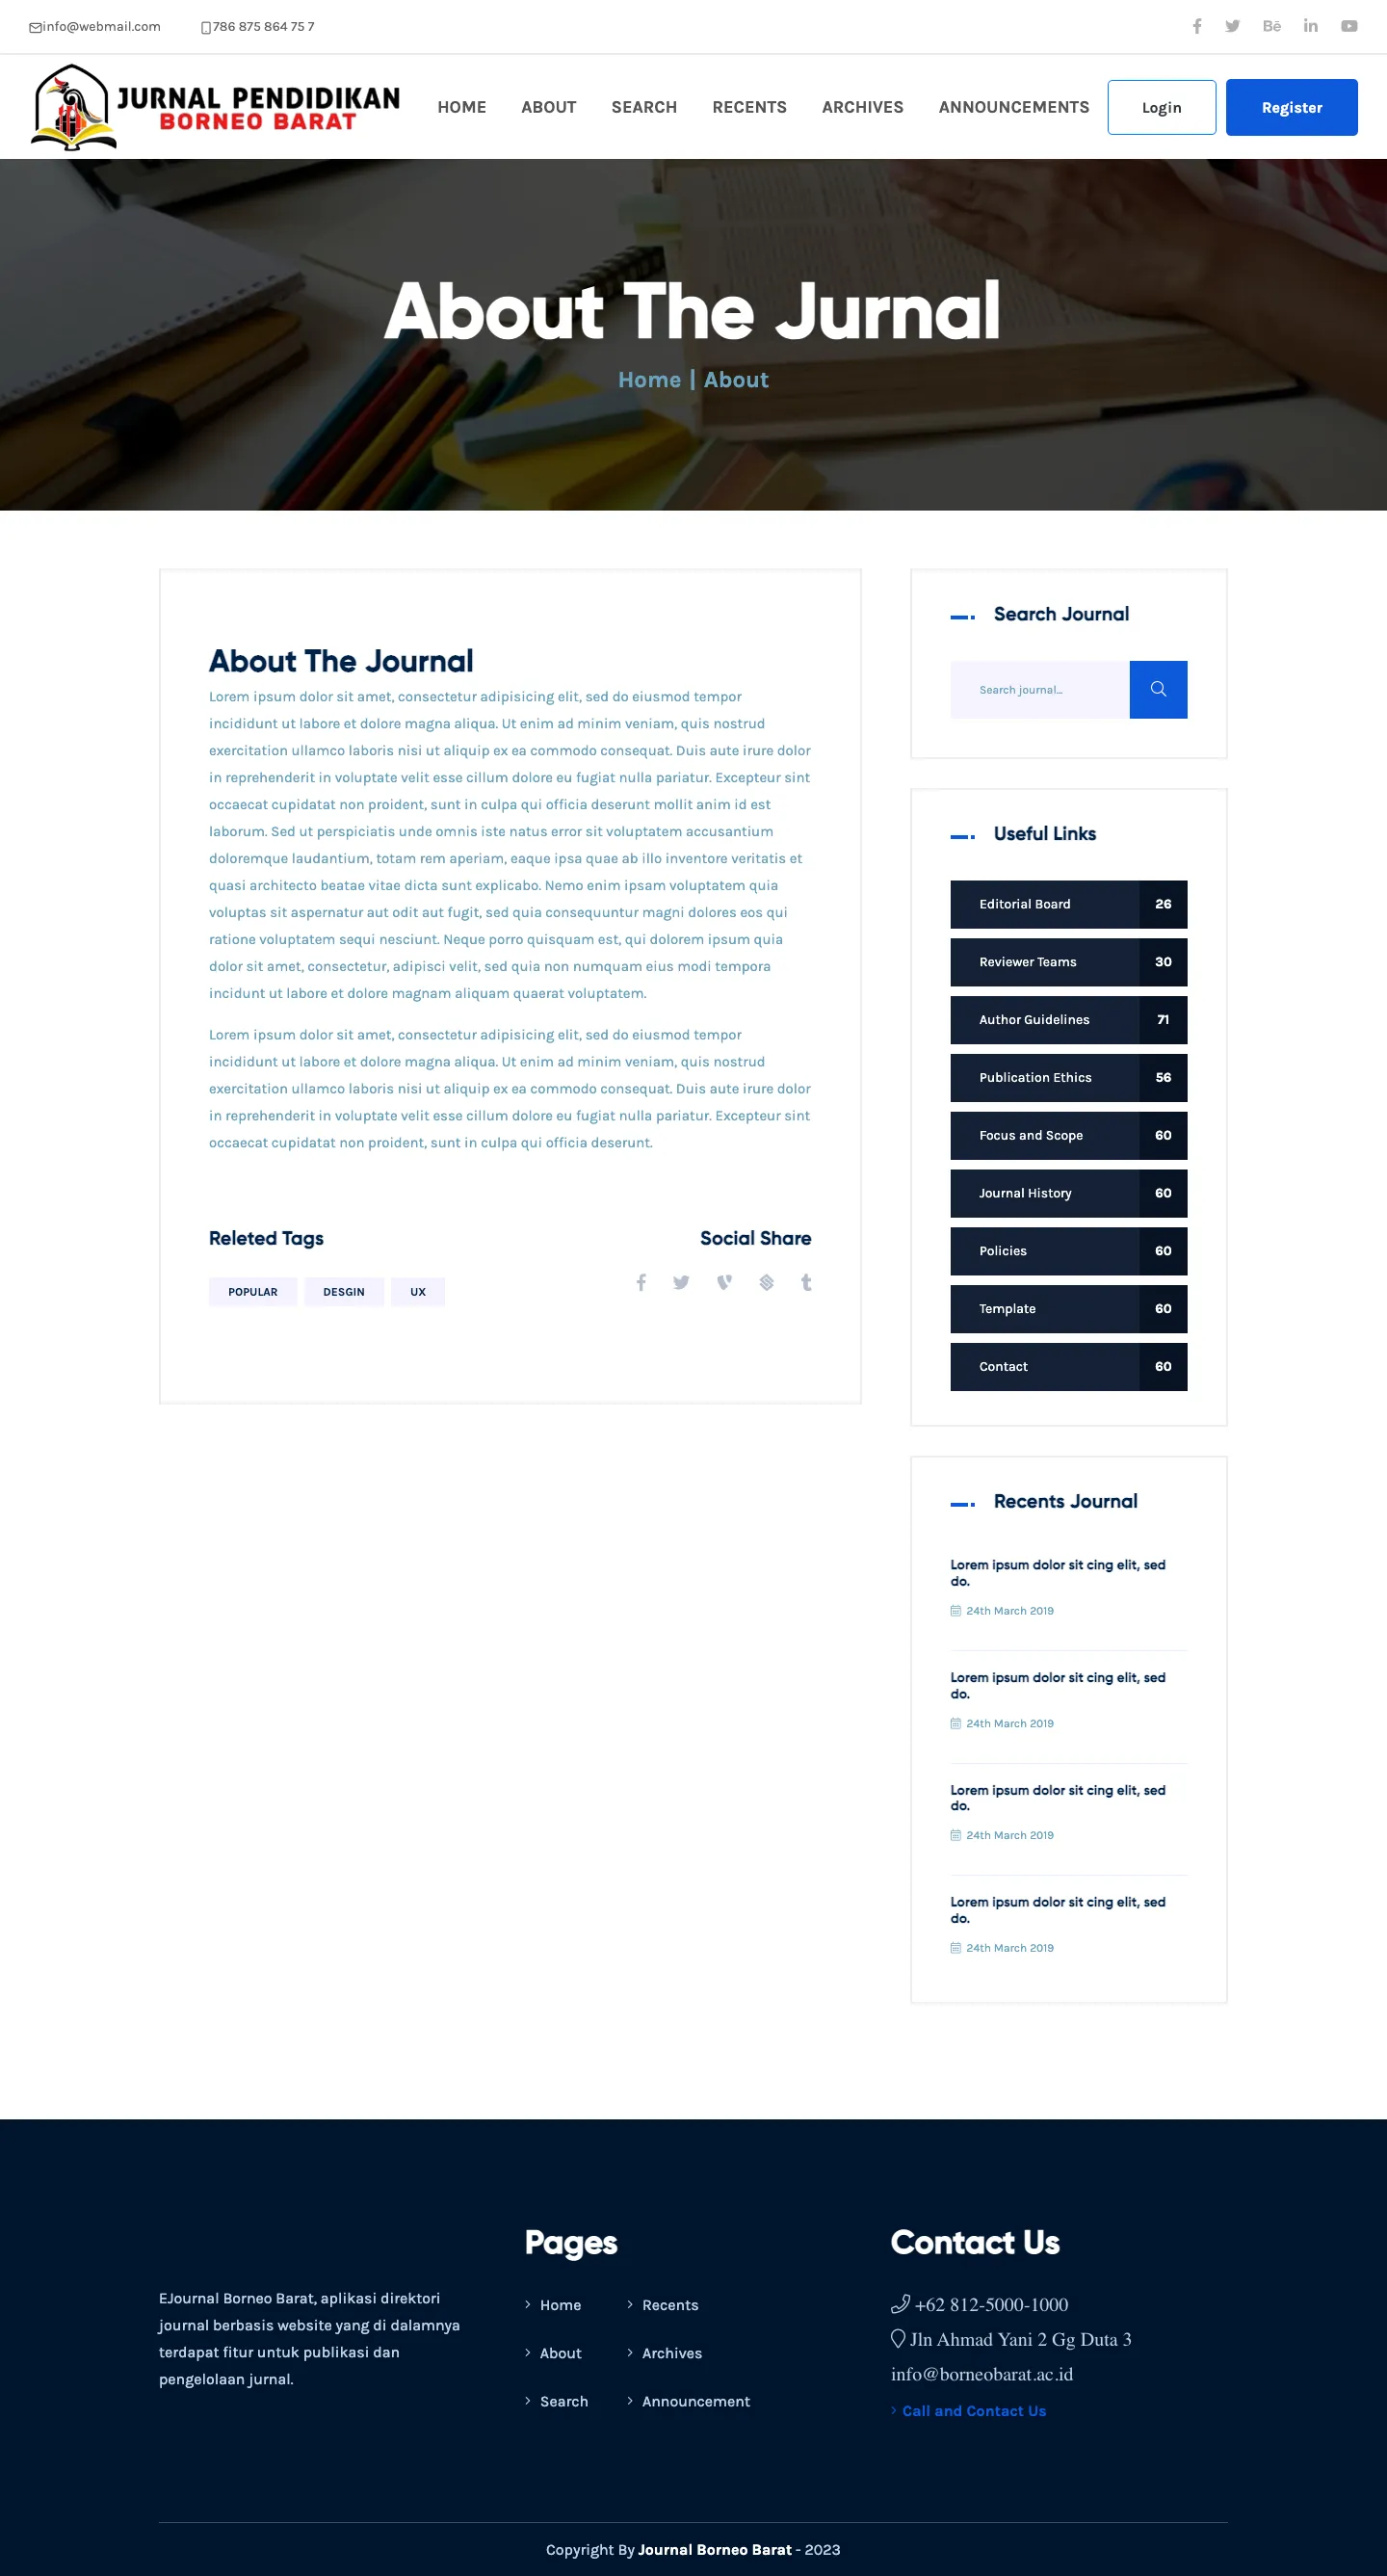 info@webmail.com
786 875 864 75 7
JURNAL PENDIDIKAN
BORNEO BARAT
HOME
ABOUT
SEARCH
RECENTS
ARCHIVES
ANNOUNCEMENTS
Login
Register
About The Jurnal
Home | About
About The Journal
Lorem ipsum dolor sit amet, consectetur adipisicing elit, sed do eiusmod tempor
incididunt ut labore et dolore magna aliqua. Ut enim ad minim veniam, quis nostrud
exercitation ullamco laboris nisi ut aliquip ex ea commodo consequat. Duis aute irure dolor
in reprehenderit in voluptate velit esse cillum dolore eu fugiat nulla pariatur. Excepteur sint
occaecat cupidatat non proident, sunt in culpa qui officia deserunt mollit anim id est
laborum. Sed ut perspiciatis unde omnis iste natus error sit voluptatem accusantium
doloremque laudantium, totam rem aperiam, eaque ipsa quae ab illo inventore veritatis et
quasi architecto beatae vitae dicta sunt explicabo. Nemo enim ipsam voluptatem quia
voluptas sit aspernatur aut odit aut fugit, sed quia consequuntur magni dolores eos qui
ratione voluptatem sequi nesciunt. Neque porro quisquam est, qui dolorem ipsum quia
dolor sit amet, consectetur, adipisci velit, sed quia non numquam eius modi tempora
incidunt ut labore et dolore magnam aliquam quaerat voluptatem.
Lorem ipsum dolor sit amet, consectetur adipisicing elit, sed do eiusmod tempor
incididunt ut labore et dolore magna aliqua. Ut enim ad minim veniam, quis nostrud
exercitation ullamco laboris nisi ut aliquip ex ea commodo consequat. Duis aute irure dolor
in reprehenderit in voluptate velit esse cillum dolore eu fugiat nulla pariatur. Excepteur sint
occaecat cupidatat non proident, sunt in culpa qui officia deserunt.
Releted Tags
POPULAR
DESGIN
UX
Social Share
Search Journal
Search journal...
Useful Links
Editorial Board 26
Reviewer Teams 30
Author Guidelines 71
Publication Ethics 56
Focus and Scope 60
Journal History 60
Policies 60
Template 60
Contact 60
Recents Journal
Lorem ipsum dolor sit cing elit, sed
do.
24th March 2019
Lorem ipsum dolor sit cing elit, sed
do.
24th March 2019
Lorem ipsum dolor sit cing elit, sed
do.
24th March 2019
Lorem ipsum dolor sit cing elit, sed
do.
24th March 2019
EJournal Borneo Barat, aplikasi direktori
journal berbasis website yang di dalamnya
terdapat fitur untuk publikasi dan
pengelolaan jurnal.
Pages
Home
About
Search
Recents
Archives
Announcement
Contact Us
+62 812-5000-1000
Jln Ahmad Yani 2 Gg Duta 3
info@borneobarat.ac.id
Call and Contact Us
Copyright By Journal Borneo Barat - 2023